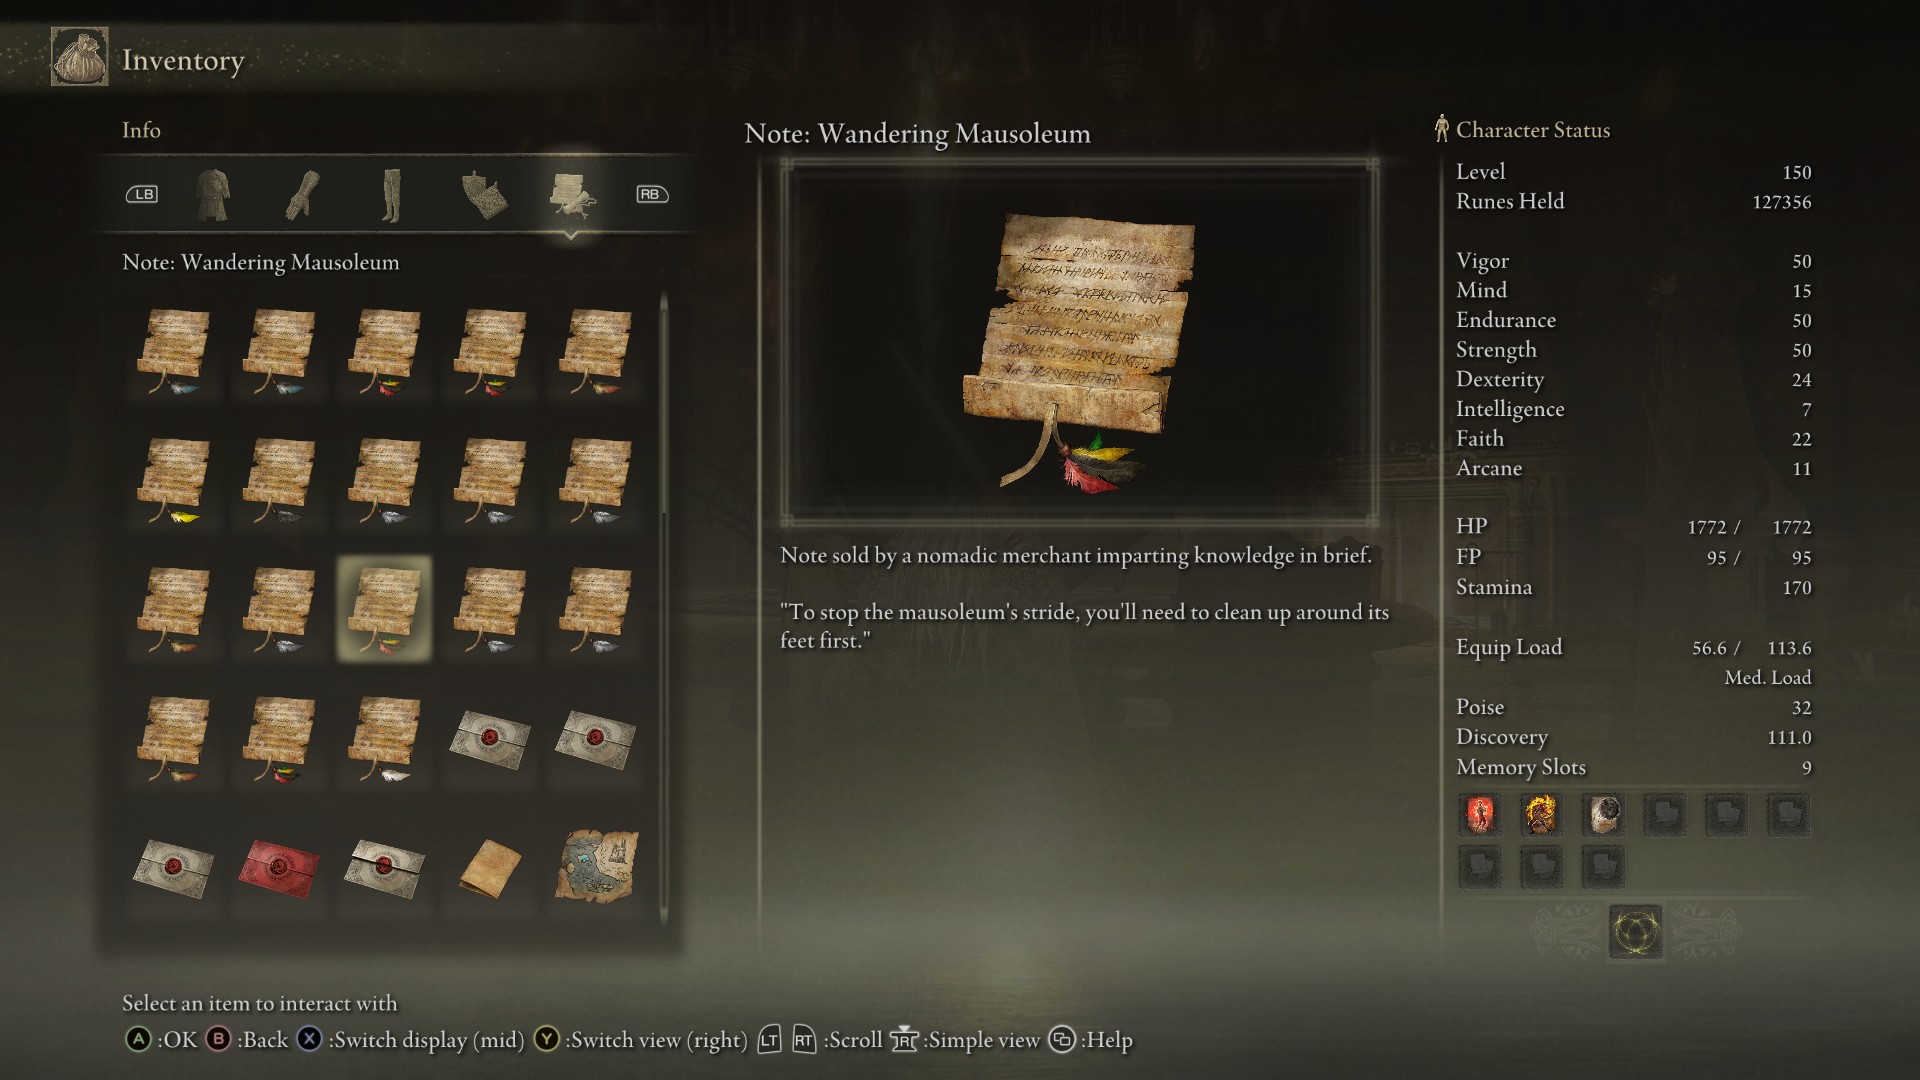 Inventory
Info
LB
RB
Note: Wandering Mausoleum
Note: Wandering Mausoleum
Note sold by a nomadic merchant imparting knowledge in brief.
"To stop the mausoleum's stride, you'll need to clean up around its
feet first."
Character Status
Level 150
Runes Held 127356
Vigor 50
Mind 15
Endurance 50
Strength 50
Dexterity 24
Intelligence 7
Faith 22
Arcane 11
HP 1772 / 1772
FP 95 / 95
Stamina 170
Equip Load 56.6 / 113.6
Med. Load
Poise 32
Discovery 111.0
Memory Slots 9
Select an item to interact with
A :OK B :Back X :Switch display (mid) Y :Switch view (right) LT RT :Scroll R :Simple view :Help